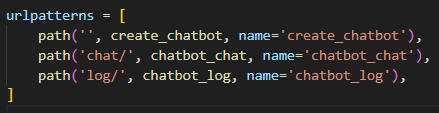 urlpatterns = [
    path('', create_chatbot, name='create_chatbot'),
    path('chat/', chatbot_chat, name='chatbot_chat'),
    path('log/', chatbot_log, name='chatbot_log'),
]